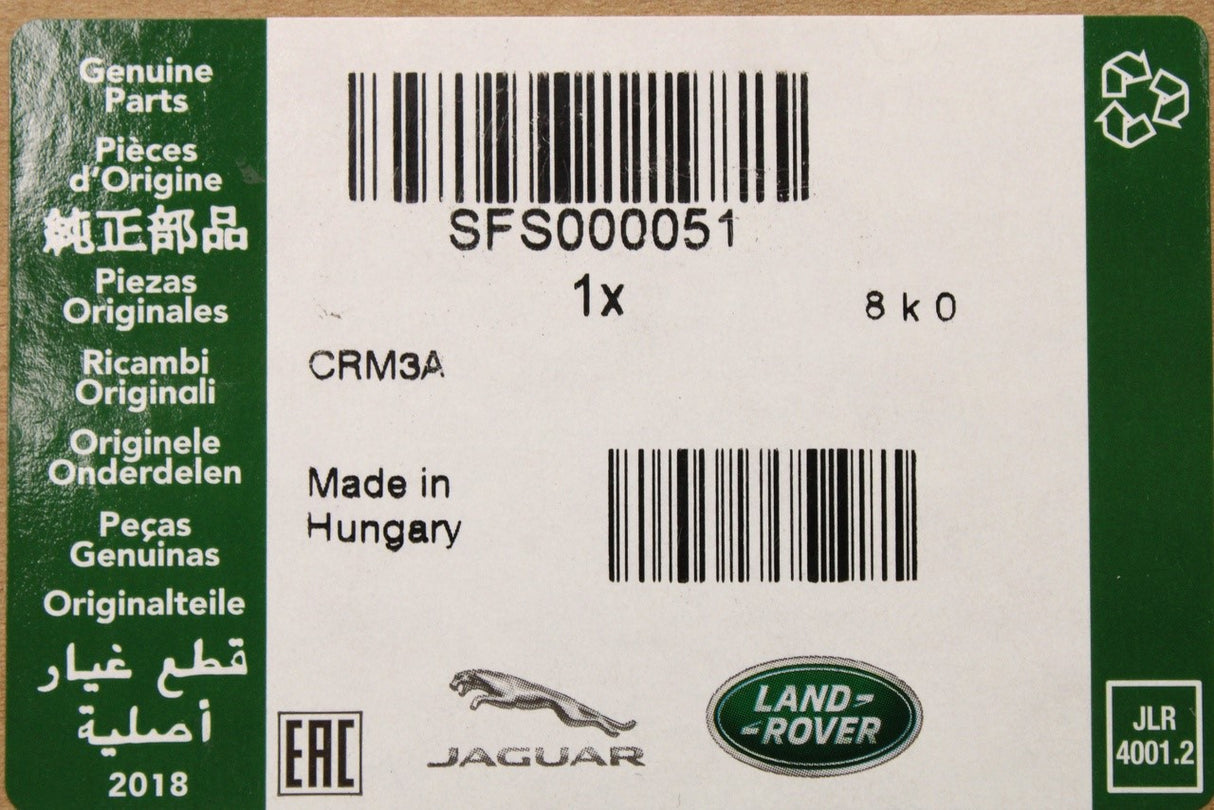 Genuine
Parts
Pièces
d'Origine
純正部品
Piezas
Originales
Ricambi
Originali
Originele
Onderdelen
Peças
Genuinas
Originalteile
قطع غيار
أصلية
2018
SFS000051
1x
8 k 0
CRM3A
Made in
Hungary
EAC
JAGUAR
LAND
ROVER
JLR
4001.2